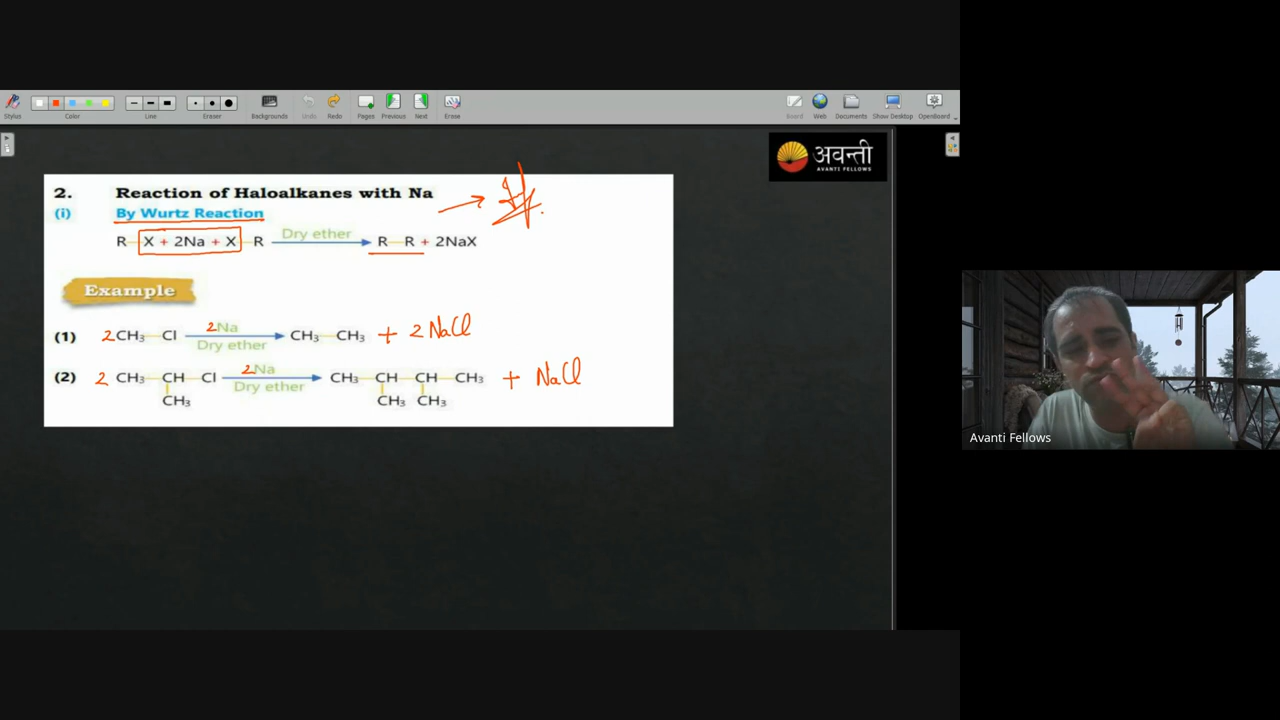 Stylus
Color
Line
Eraser
Backgrounds
Undo
Redo
Pages
Previous
Next
Erase
Board
Web
Documents
Show Desktop
OpenBoard
अवन्ती
AVANTI FELLOWS
2. Reaction of Haloalkanes with Na
(i) By Wurtz Reaction
R X + 2Na + X R Dry ether R R + 2NaX
Example
(1) 2CH₃ Cl 2Na Dry ether CH₃ CH₃ + 2NaCl
(2) 2 CH₃ CH Cl 2Na Dry ether CH₃ CH CH CH₃ + NaCl
CH₃ CH₃ CH₃
Avanti Fellows